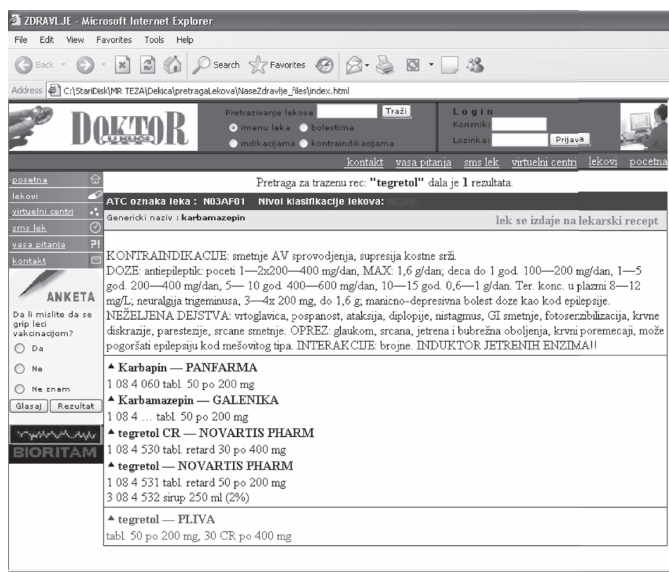 ZDRAVLJE - Microsoft Internet Explorer
File Edit View Favorites Tools Help
Back Search Favorites
Address C:\StariDisk\MR TEZA\Dekica\pretragaLekova\NaseZdravlje_files\index.html
DOKTOR
U KUĆI
Pretrazivanje lekova Traži
imenu leka bolestima
indikacijama kontraindikacijama
Login
Korisnik:
Lozinka: Prijava
kontakt vasa pitanja sms lek virtuelni centri lekovi pocetna
posetna
lekovi
virtuelni centri
sms lek
vasa pitanja
kontakt
ANKETA
Da li mislite da se
grip leci
vakcinacijom?
Da
Ne
Ne znam
Glasaj Rezultat
BIORITAM
Pretraga za trazenu rec: "tegretol" dala je 1 rezultata.
ATC oznaka leka : N03AF01 Nivol klasifikacije lekova: N03AF
Genericki naziv : karbamazepin lek se izdaje na lekarski recept
KONTRAINDIKACIJE: smetnje AV sprovodjenja, supresija kostne srži.
DOZE: antiepileptik: poceti 1—2x200—400 mg/dan, MAX: 1,6 g/dan; deca do 1 god. 100—200 mg/dan, 1—5
god. 200—400 mg/dan, 5— 10 god. 400—600 mg/dan, 10—15 god. 0,6—1 g/dan. Ter. konc. u plazmi 8—12
mg/L; neuralgija trigeminusa, 3—4x 200 mg, do 1,6 g; manicno-depresivna bolest doze kao kod epilepsije.
NEŽELJENA DEJSTVA: vrtoglavica, pospanost, ataksija, diplopije, nistagmus, GI smetnje, fotosenzibilizacija, krvne
diskrazije, parestezije, srcane smetnje. OPREZ: glaukom, srcana, jetrena i bubrežna oboljenja, krvni poremecaji, može
pogoršati epilepsiju kod mešovitog tipa. INTERAKCIJE: brojne. INDUKTOR JETRENIH ENZIMA!!
Karbapin — PANFARMA
1 08 4 060 tabl. 50 po 200 mg
Karbamazepin — GALENIKA
1 08 4 … tabl. 50 po 200 mg
tegretol CR — NOVARTIS PHARM
1 08 4 530 tabl. retard 30 po 400 mg
tegretol — NOVARTIS PHARM
1 08 4 531 tabl. retard 50 po 200 mg
3 08 4 532 sirup 250 ml (2%)
tegretol — PLIVA
tabl. 50 po 200 mg, 30 CR po 400 mg